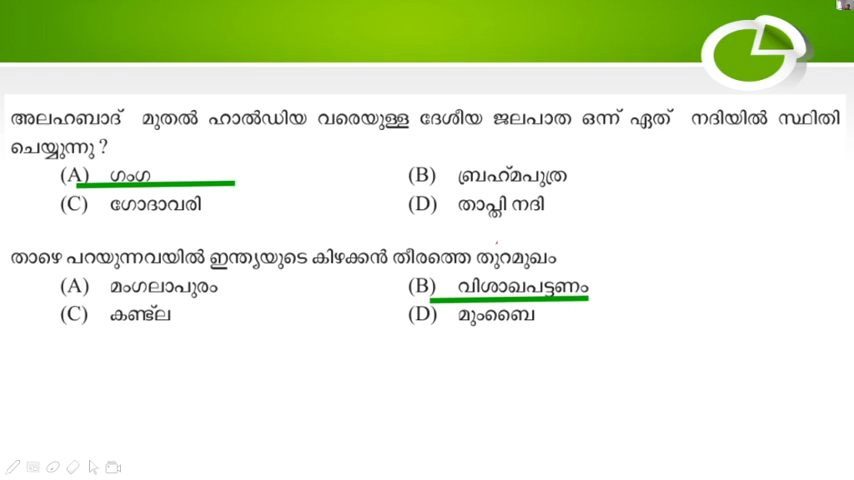 അലഹബാദ് മുതൽ ഹാൽഡിയ വരെയുള്ള ദേശീയ ജലപാത ഒന്ന് ഏത് നദിയിൽ സ്ഥിതി
ചെയ്യുന്നു ?
(A) ഗംഗ (B) ബ്രഹ്മപുത്ര
(C) ഗോദാവരി (D) താപ്തി നദി
താഴെ പറയുന്നവയിൽ ഇന്ത്യയുടെ കിഴക്കൻ തീരത്തെ തുറമുഖം
(A) മംഗലാപുരം (B) വിശാഖപട്ടണം
(C) കണ്ട്ല (D) മുംബൈ